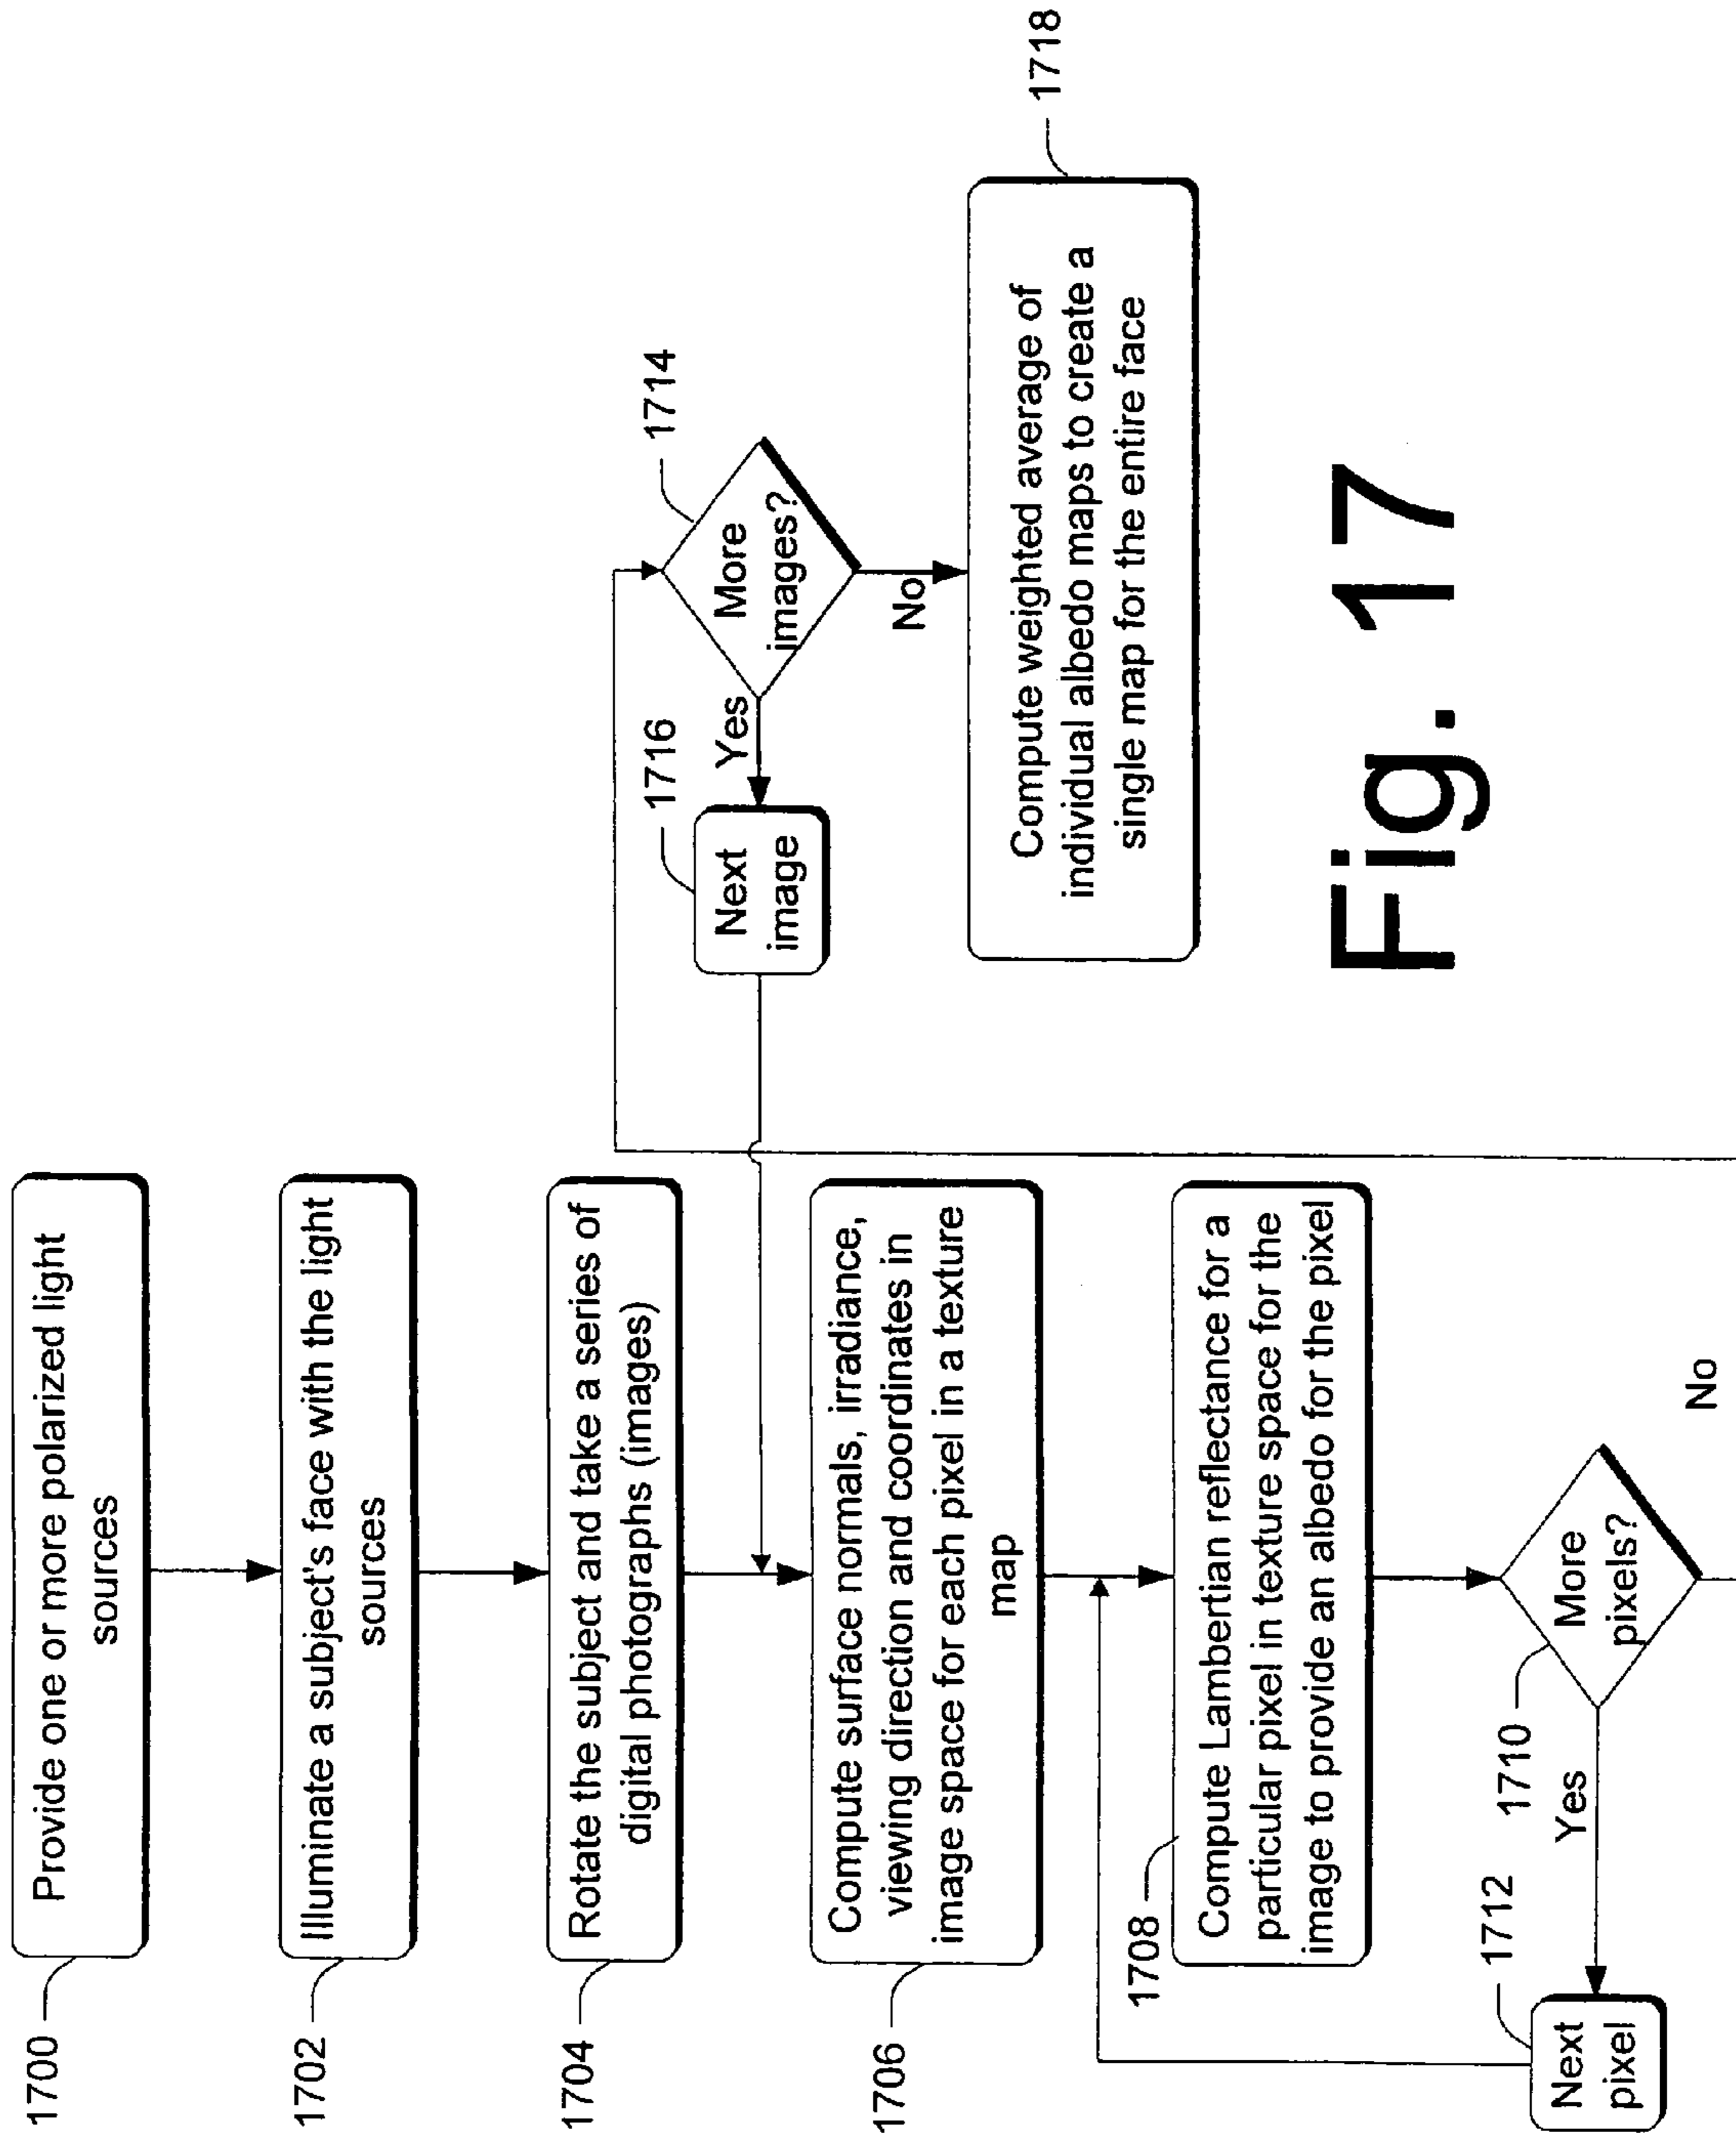 1700
Provide one or more polarized light
sources
1702
Illuminate a subject's face with the light
sources
1704
Rotate the subject and take a series of
digital photographs (images)
1706
Compute surface normals, irradiance,
viewing direction and coordinates in
image space for each pixel in a texture
map
1708
Compute Lambertian reflectance for a
particular pixel in texture space for the
image to provide an albedo for the pixel
1710
More
pixels?
Yes
No
1712
Next
pixel
1714
More
images?
Yes
No
1716
Next
image
1718
Compute weighted average of
individual albedo maps to create a
single map for the entire face
Fig. 17